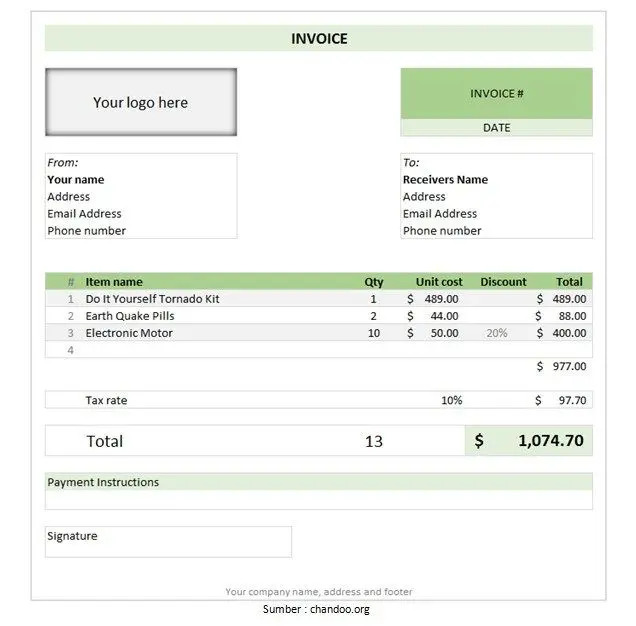 INVOICE
Your logo here
INVOICE #
DATE
From:
Your name
Address
Email Address
Phone number
To:
Receivers Name
Address
Email Address
Phone number
# Item name Qty Unit cost Discount Total
1 Do It Yourself Tornado Kit 1 $ 489.00 $ 489.00
2 Earth Quake Pills 2 $ 44.00 $ 88.00
3 Electronic Motor 10 $ 50.00 20% $ 400.00
4
$ 977.00
Tax rate 10% $ 97.70
Total 13 $ 1,074.70
Payment Instructions
Signature
Your company name, address and footer
Sumber : chandoo.org